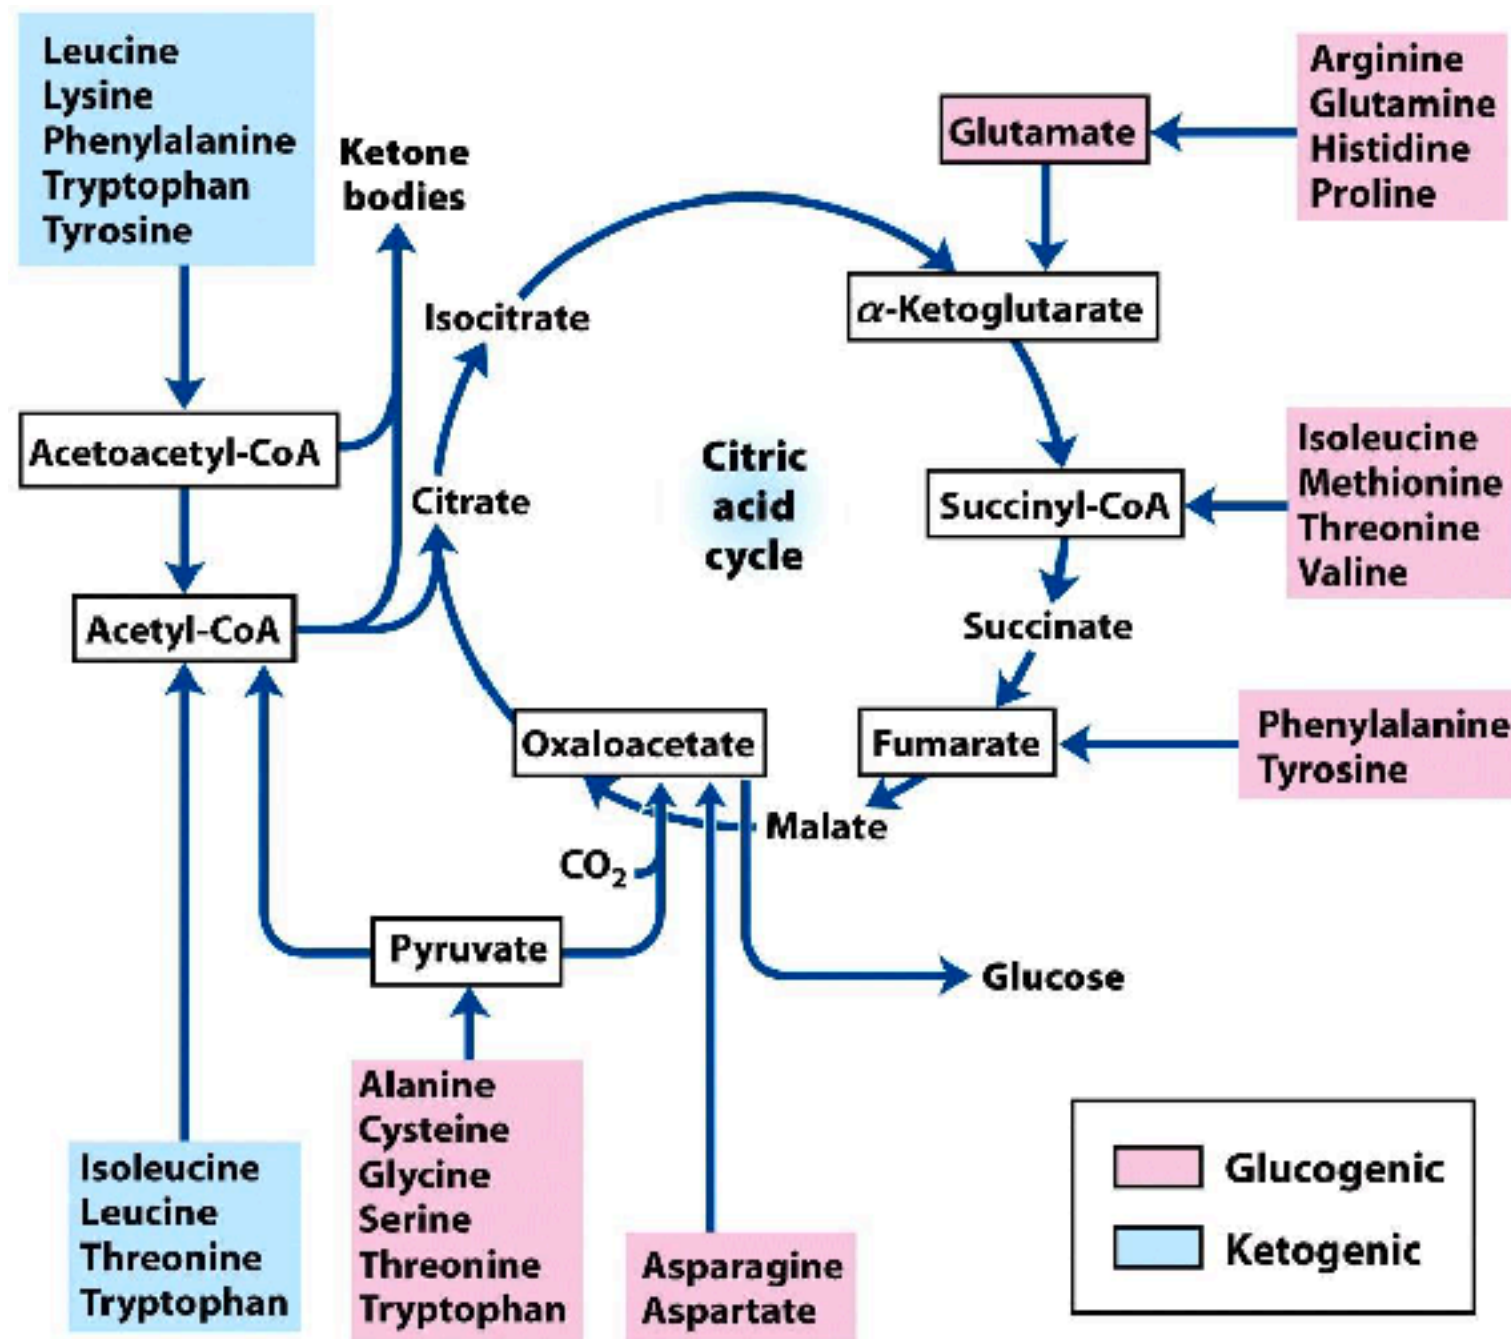 Leucine
Lysine
Phenylalanine
Tryptophan
Tyrosine
Ketone
bodies
Glutamate
Arginine
Glutamine
Histidine
Proline
Isocitrate
α-Ketoglutarate
Acetoacetyl-CoA
Citrate
Citric
acid
cycle
Succinyl-CoA
Isoleucine
Methionine
Threonine
Valine
Acetyl-CoA
Succinate
Oxaloacetate
Fumarate
Phenylalanine
Tyrosine
Malate
CO₂
Pyruvate
Glucose
Isoleucine
Leucine
Threonine
Tryptophan
Alanine
Cysteine
Glycine
Serine
Threonine
Tryptophan
Asparagine
Aspartate
Glucogenic
Ketogenic